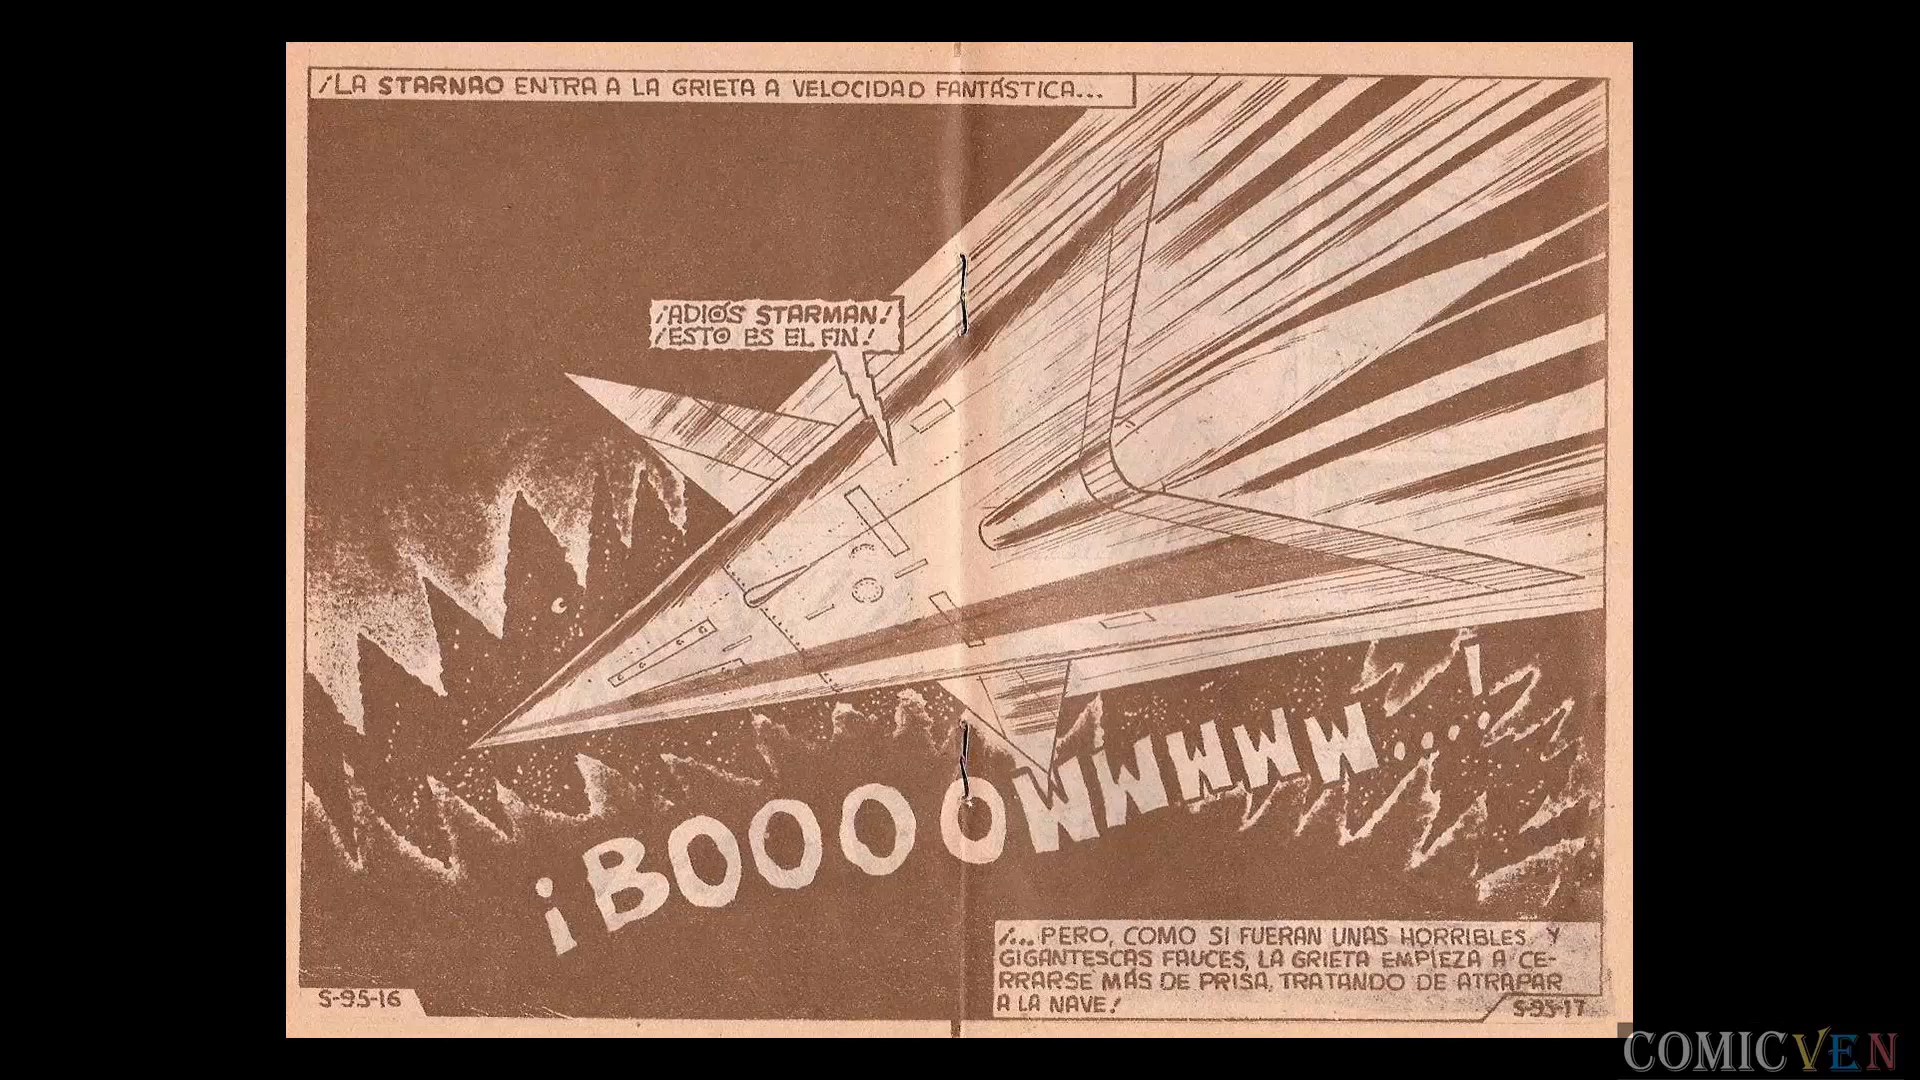 ¡LA STARNAO ENTRA A LA GRIETA A VELOCIDAD FANTÁSTICA...
¡ADIÓS STARMAN!
¡ESTO ES EL FIN!
¡BOOOOWWWWW...!
¡... PERO, COMO SI FUERAN UNAS HORRIBLES Y
GIGANTESCAS FAUCES, LA GRIETA EMPIEZA A CE-
RRARSE MÁS DE PRISA, TRATANDO DE ATRAPAR
A LA NAVE!
S-95-16
S-95-17
COMICVEN